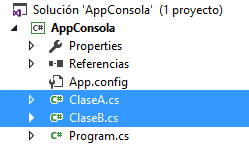 Solución 'AppConsola' (1 proyecto)
C# AppConsola
Properties
Referencias
App.config
C# ClaseA.cs
C# ClaseB.cs
C# Program.cs